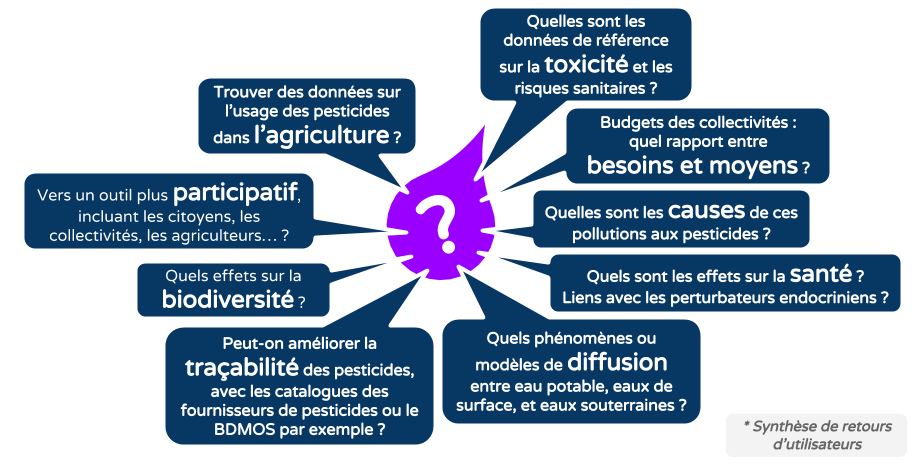 Quelles sont les
données de référence
sur la toxicité et les
risques sanitaires ?
Trouver des données sur
l’usage des pesticides
dans l’agriculture ?
Budgets des collectivités :
quel rapport entre
besoins et moyens ?
Vers un outil plus participatif,
incluant les citoyens, les
collectivités, les agriculteurs… ?
?
Quelles sont les causes de ces
pollutions aux pesticides ?
Quels effets sur la
biodiversité ?
Quels sont les effets sur la santé ?
Liens avec les perturbateurs endocriniens ?
Peut-on améliorer la
traçabilité des pesticides,
avec les catalogues des
fournisseurs de pesticides ou le
BDMOS par exemple ?
Quels phénomènes ou
modèles de diffusion
entre eau potable, eaux de
surface, et eaux souterraines ?
* Synthèse de retours
d’utilisateurs